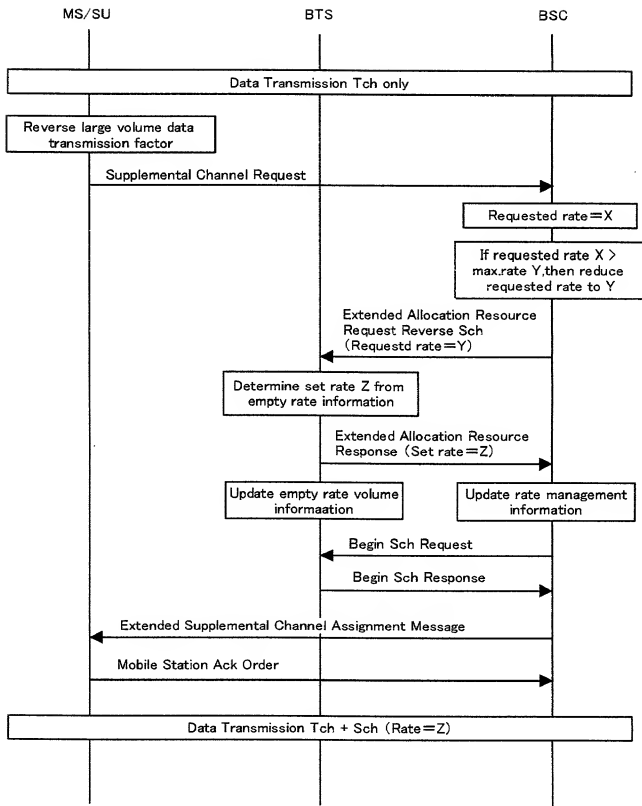 MS/SU
BTS
BSC
Data Transmission Tch only
Reverse large volume data
transmission factor
Supplemental Channel Request
Requested rate=X
If requested rate X >
max.rate Y,then reduce
requested rate to Y
Extended Allocation Resource
Request Reverse Sch
(Requestd rate=Y)
Determine set rate Z from
empty rate information
Extended Allocation Resource
Response (Set rate=Z)
Update empty rate volume
informaation
Update rate management
information
Begin Sch Request
Begin Sch Response
Extended Supplemental Channel Assignment Message
Mobile Station Ack Order
Data Transmission Tch + Sch (Rate=Z)